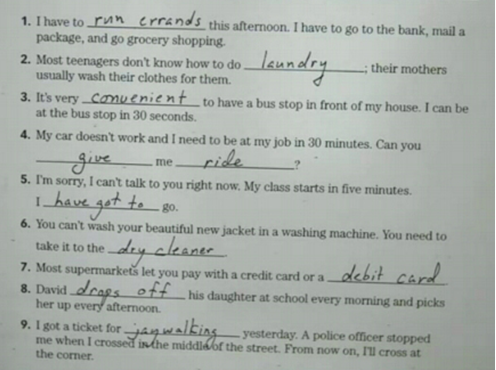 1. I have to run errands this afternoon. I have to go to the bank, mail a
package, and go grocery shopping.
2. Most teenagers don't know how to do laundry; their mothers
usually wash their clothes for them.
3. It's very convenient to have a bus stop in front of my house. I can be
at the bus stop in 30 seconds.
4. My car doesn't work and I need to be at my job in 30 minutes. Can you
give me ride?
5. I'm sorry, I can't talk to you right now. My class starts in five minutes.
I have got to go.
6. You can't wash your beautiful new jacket in a washing machine. You need to
take it to the dry cleaner.
7. Most supermarkets let you pay with a credit card or a debit card
8. David drops off his daughter at school every morning and picks
her up every afternoon.
9. I got a ticket for jaywalking yesterday. A police officer stopped
me when I crossed in the middle of the street. From now on, I'll cross at
the corner.